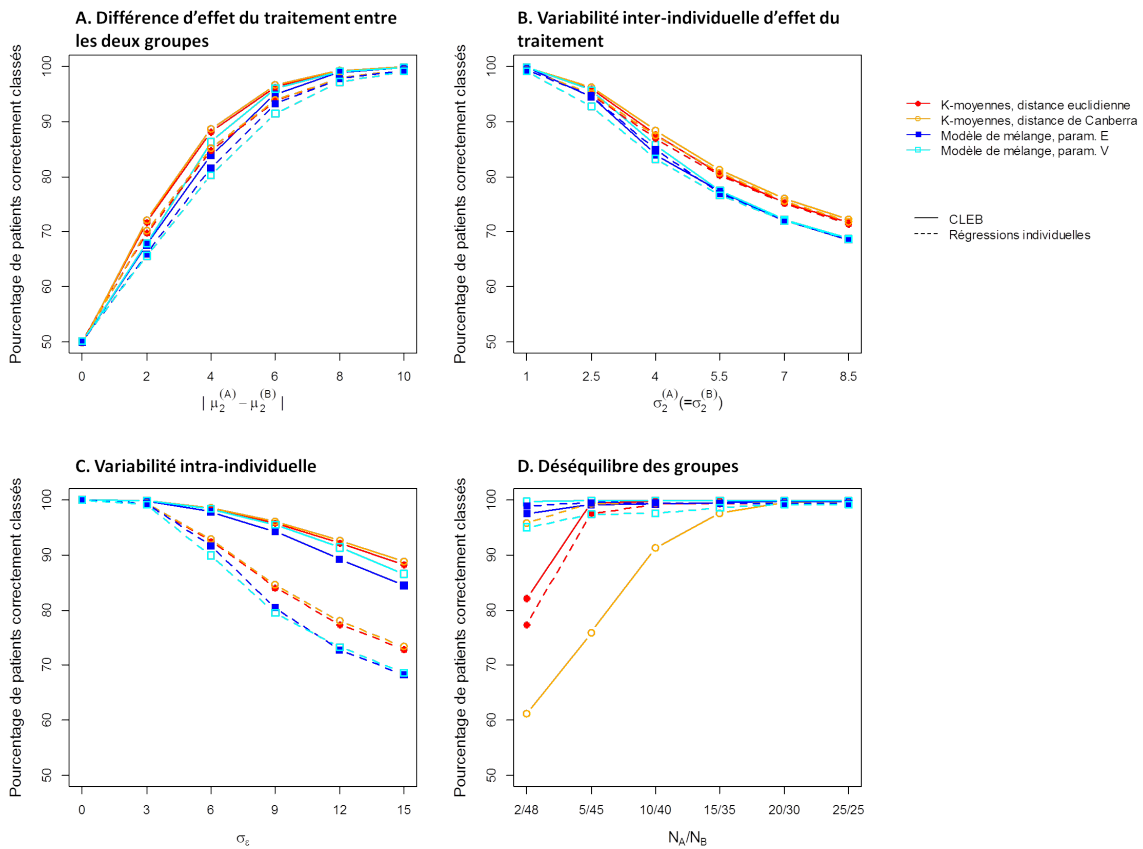 A. Différence d'effet du traitement entre
les deux groupes
Pourcentage de patients correctement classés
100
90
80
70
60
50
0 2 4 6 8 10
| μ2(A) − μ2(B) |
B. Variabilité inter-individuelle d'effet du
traitement
Pourcentage de patients correctement classés
100
90
80
70
60
50
1 2.5 4 5.5 7 8.5
σ2(A)(=σ2(B))
K-moyennes, distance euclidienne
K-moyennes, distance de Canberra
Modèle de mélange, param. E
Modèle de mélange, param. V
CLEB
Régressions individuelles
C. Variabilité intra-individuelle
Pourcentage de patients correctement classés
100
90
80
70
60
50
0 3 6 9 12 15
σε
D. Déséquilibre des groupes
Pourcentage de patients correctement classés
100
90
80
70
60
50
2/48 5/45 10/40 15/35 20/30 25/25
NA/NB